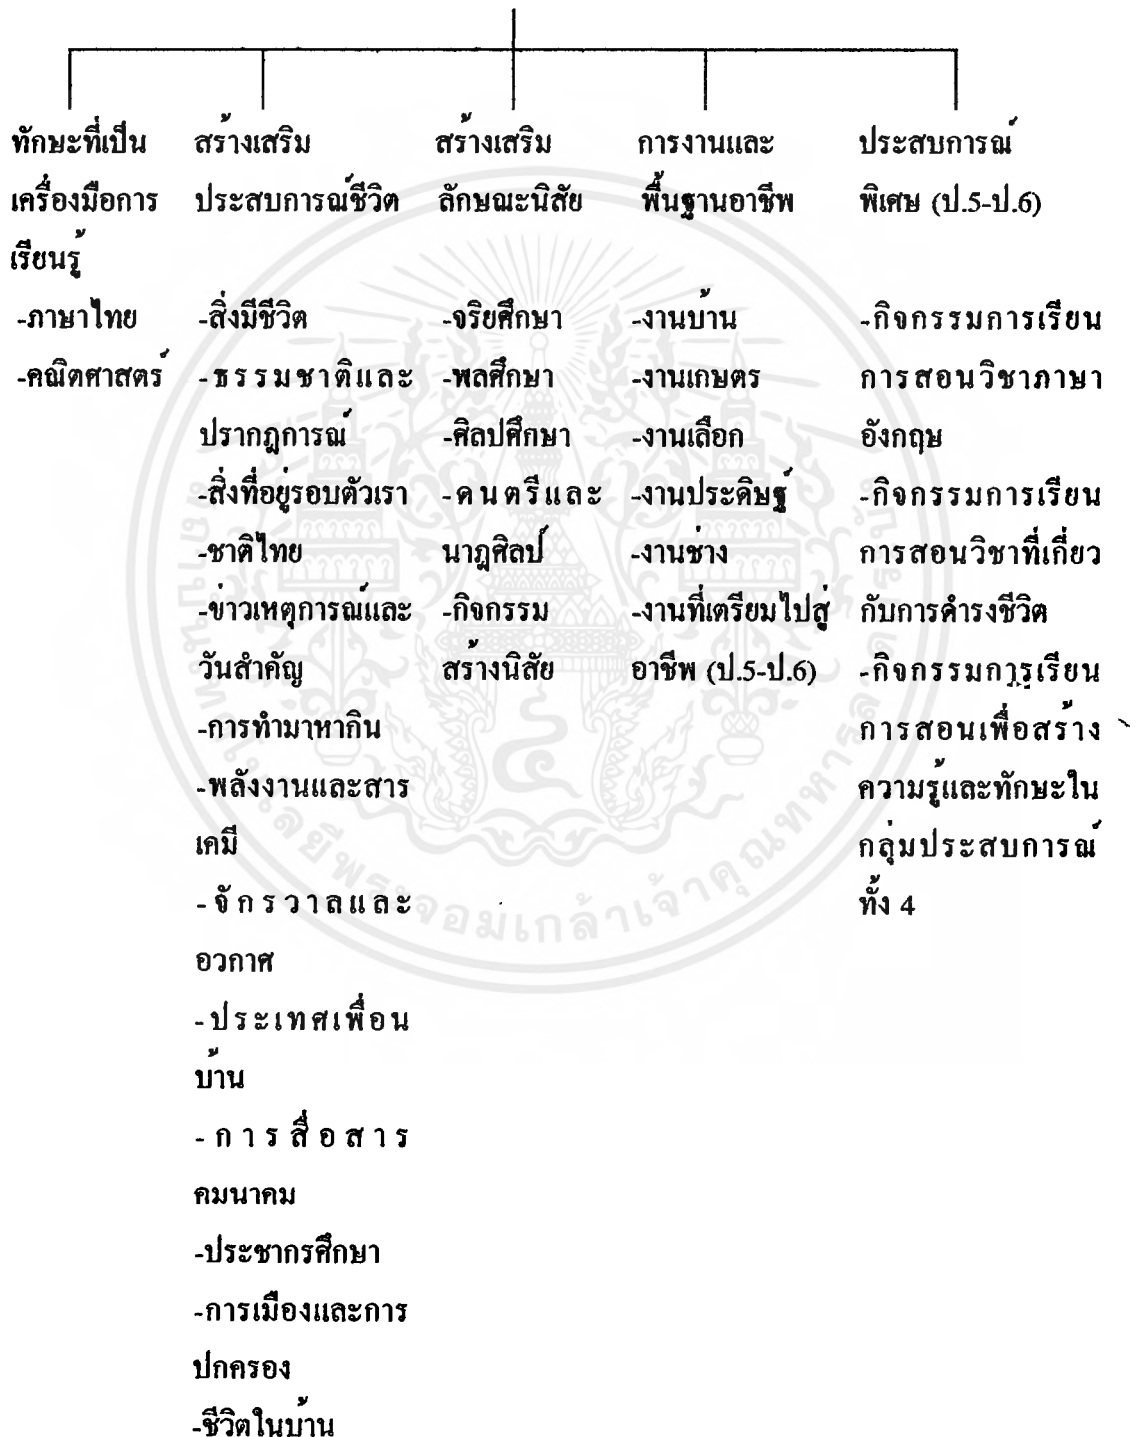 ทักษะที่เป็น
เครื่องมือการ
เรียนรู้
-ภาษาไทย
-คณิตศาสตร์
สร้างเสริม
ประสบการณ์ชีวิต
-สิ่งมีชีวิต
-ธรรมชาติและ
ปรากฎการณ์
-สิ่งที่อยู่รอบตัวเรา
-ชาติไทย
-ข่าวเหตุการณ์และ
วันสำคัญ
-การทำมาหากิน
-พลังงานและสาร
เคมี
-จักรวาลและ
อวกาศ
-ประเทศเพื่อน
บ้าน
-การสื่อสาร
คมนาคม
-ประชากรศึกษา
-การเมืองและการ
ปกครอง
-ชีวิตในบ้าน
สร้างเสริม
ลักษณะนิสัย
-จริยศึกษา
-พลศึกษา
-ศิลปศึกษา
-ดนตรีและ
นาฎศิลป์
-กิจกรรม
สร้างนิสัย
การงานและ
พื้นฐานอาชีพ
-งานบ้าน
-งานเกษตร
-งานเลือก
-งานประดิษฐ์
-งานช่าง
-งานที่เตรียมไปสู่
อาชีพ (ป.5-ป.6)
ประสบการณ์
พิเศษ (ป.5-ป.6)
-กิจกรรมการเรียน
การสอนวิชาภาษา
อังกฤษ
-กิจกรรมการเรียน
การสอนวิชาที่เกี่ยว
กับการดำรงชีวิต
-กิจกรรมการเรียน
การสอนเพื่อสร้าง
ความรู้และทักษะใน
กลุ่มประสบการณ์
ทั้ง 4